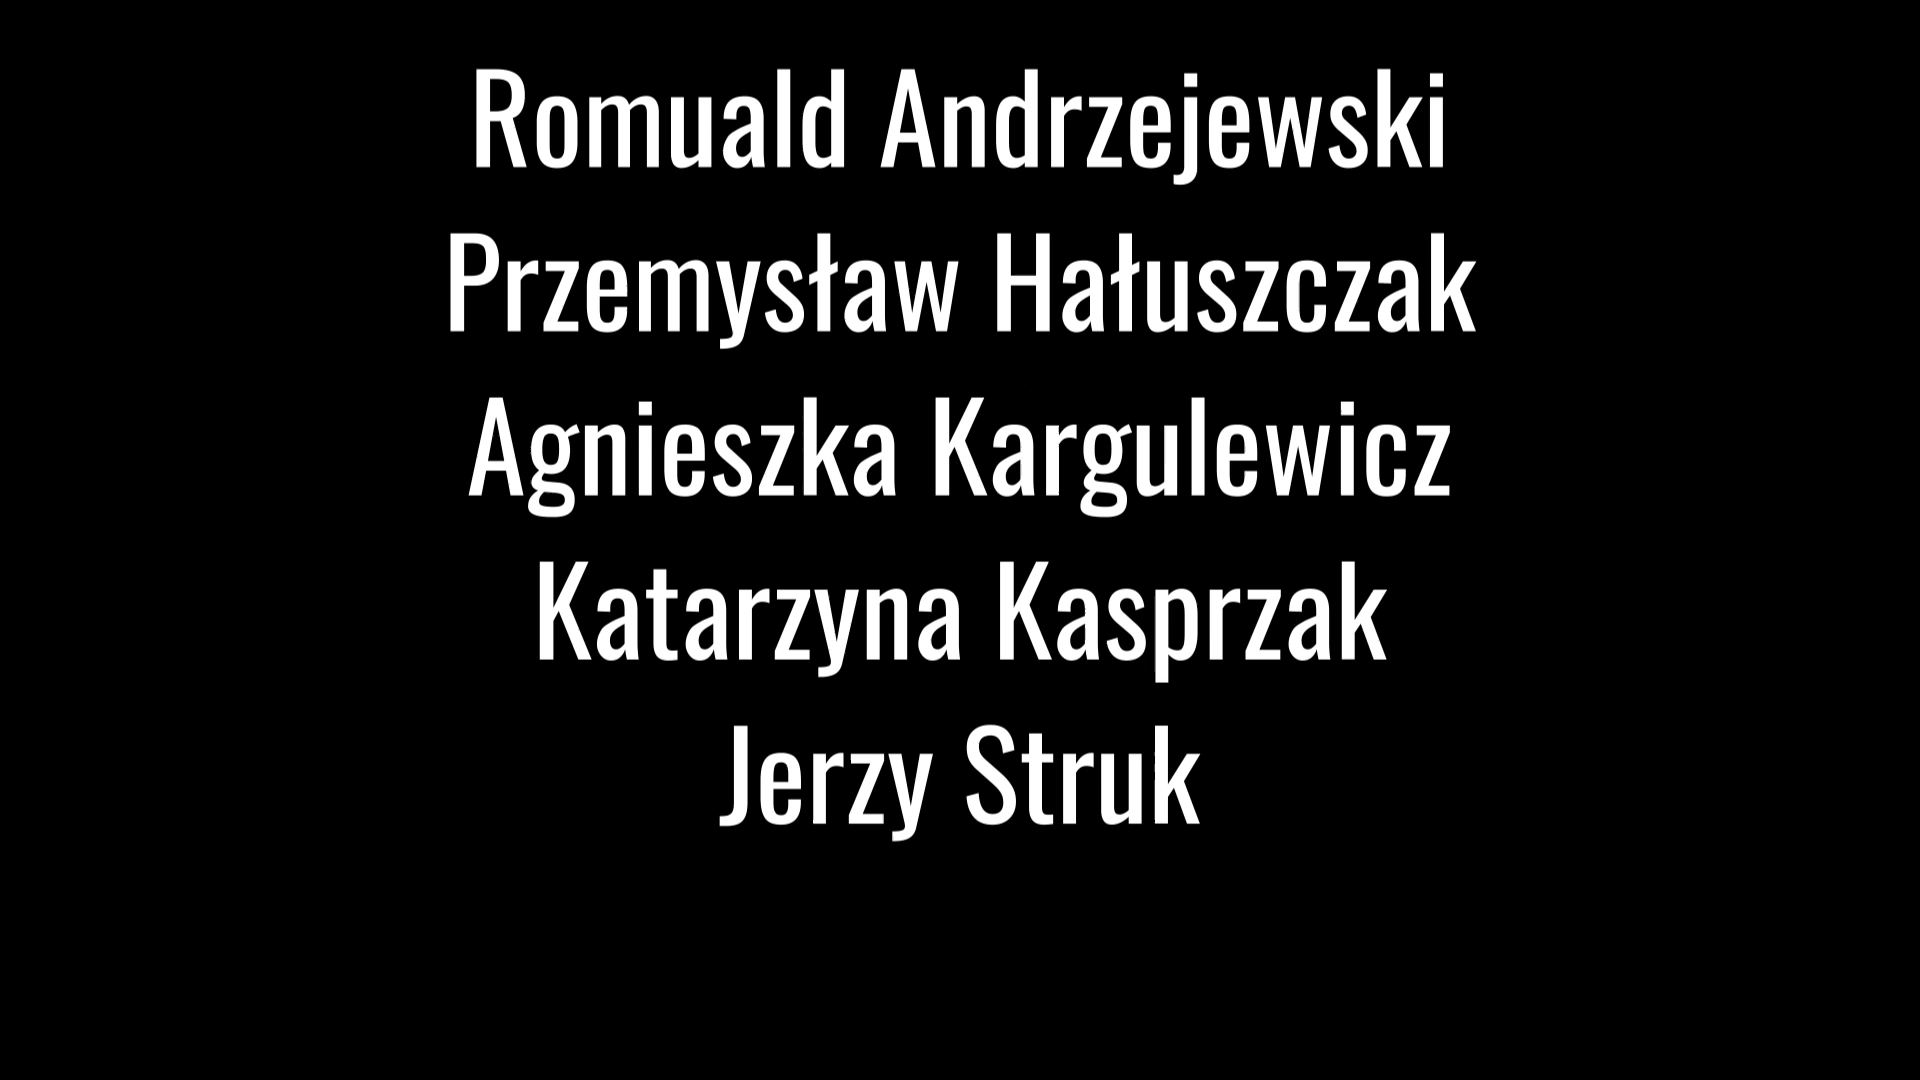 Romuald Andrzejewski
Przemysław Hałuszczak
Agnieszka Kargulewicz
Katarzyna Kasprzak
Jerzy Struk